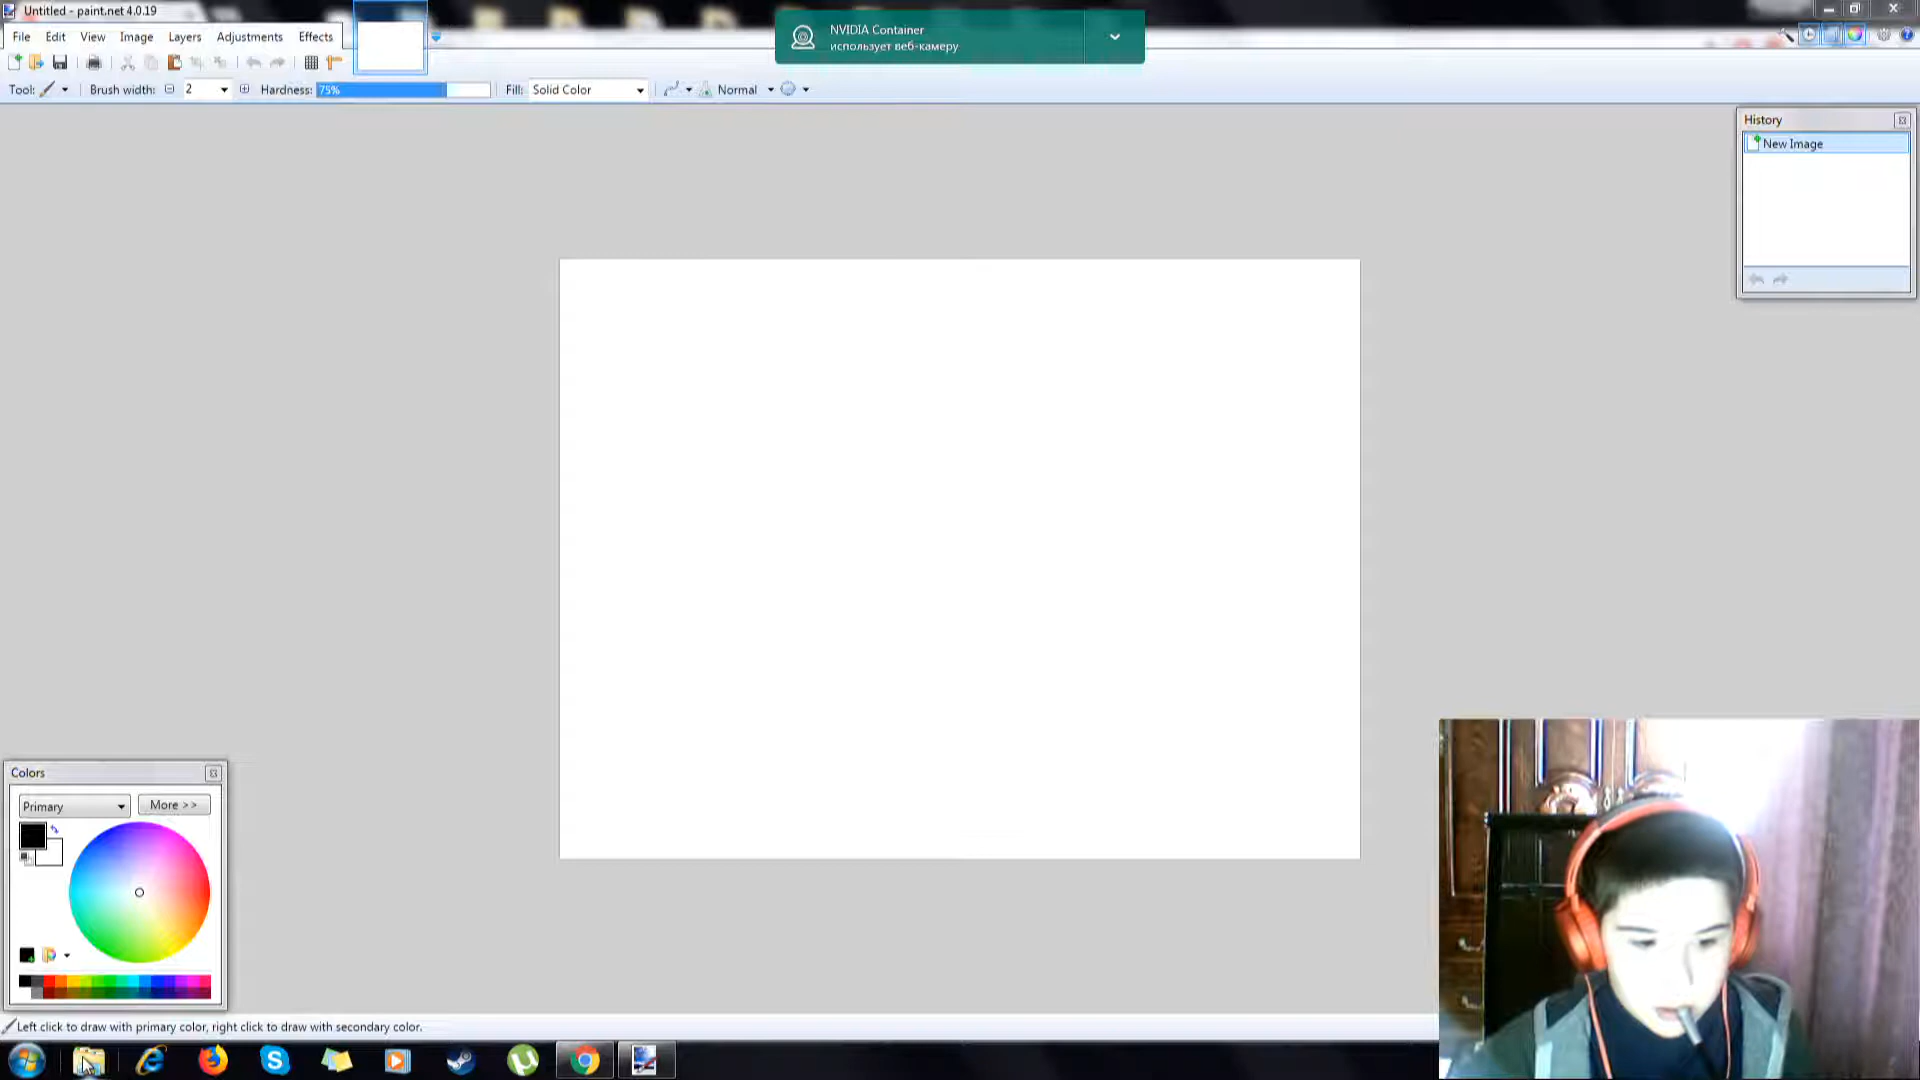 Untitled - paint.net 4.0.19
NVIDIA Container
использует веб-камеру
File Edit View Image Layers Adjustments Effects
Tool: Brush width: 2 Hardness: 75% Fill: Solid Color Normal
History
New Image
Colors
Primary More >>
Left click to draw with primary color, right click to draw with secondary color.